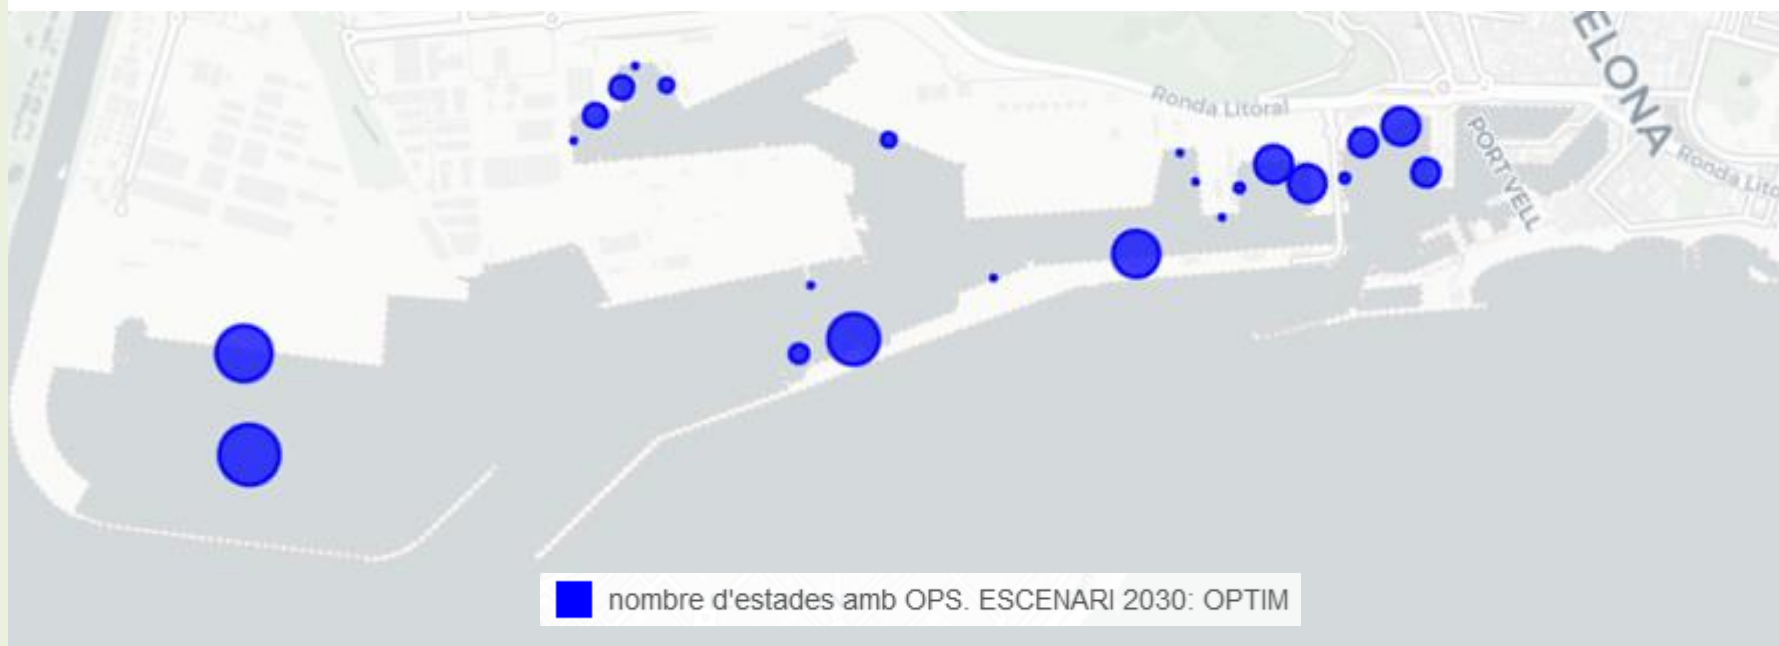 ELONA
Ronda Litoral
PORT VELL
Ronda Lito
nombre d'estades amb OPS. ESCENARI 2030: OPTIM